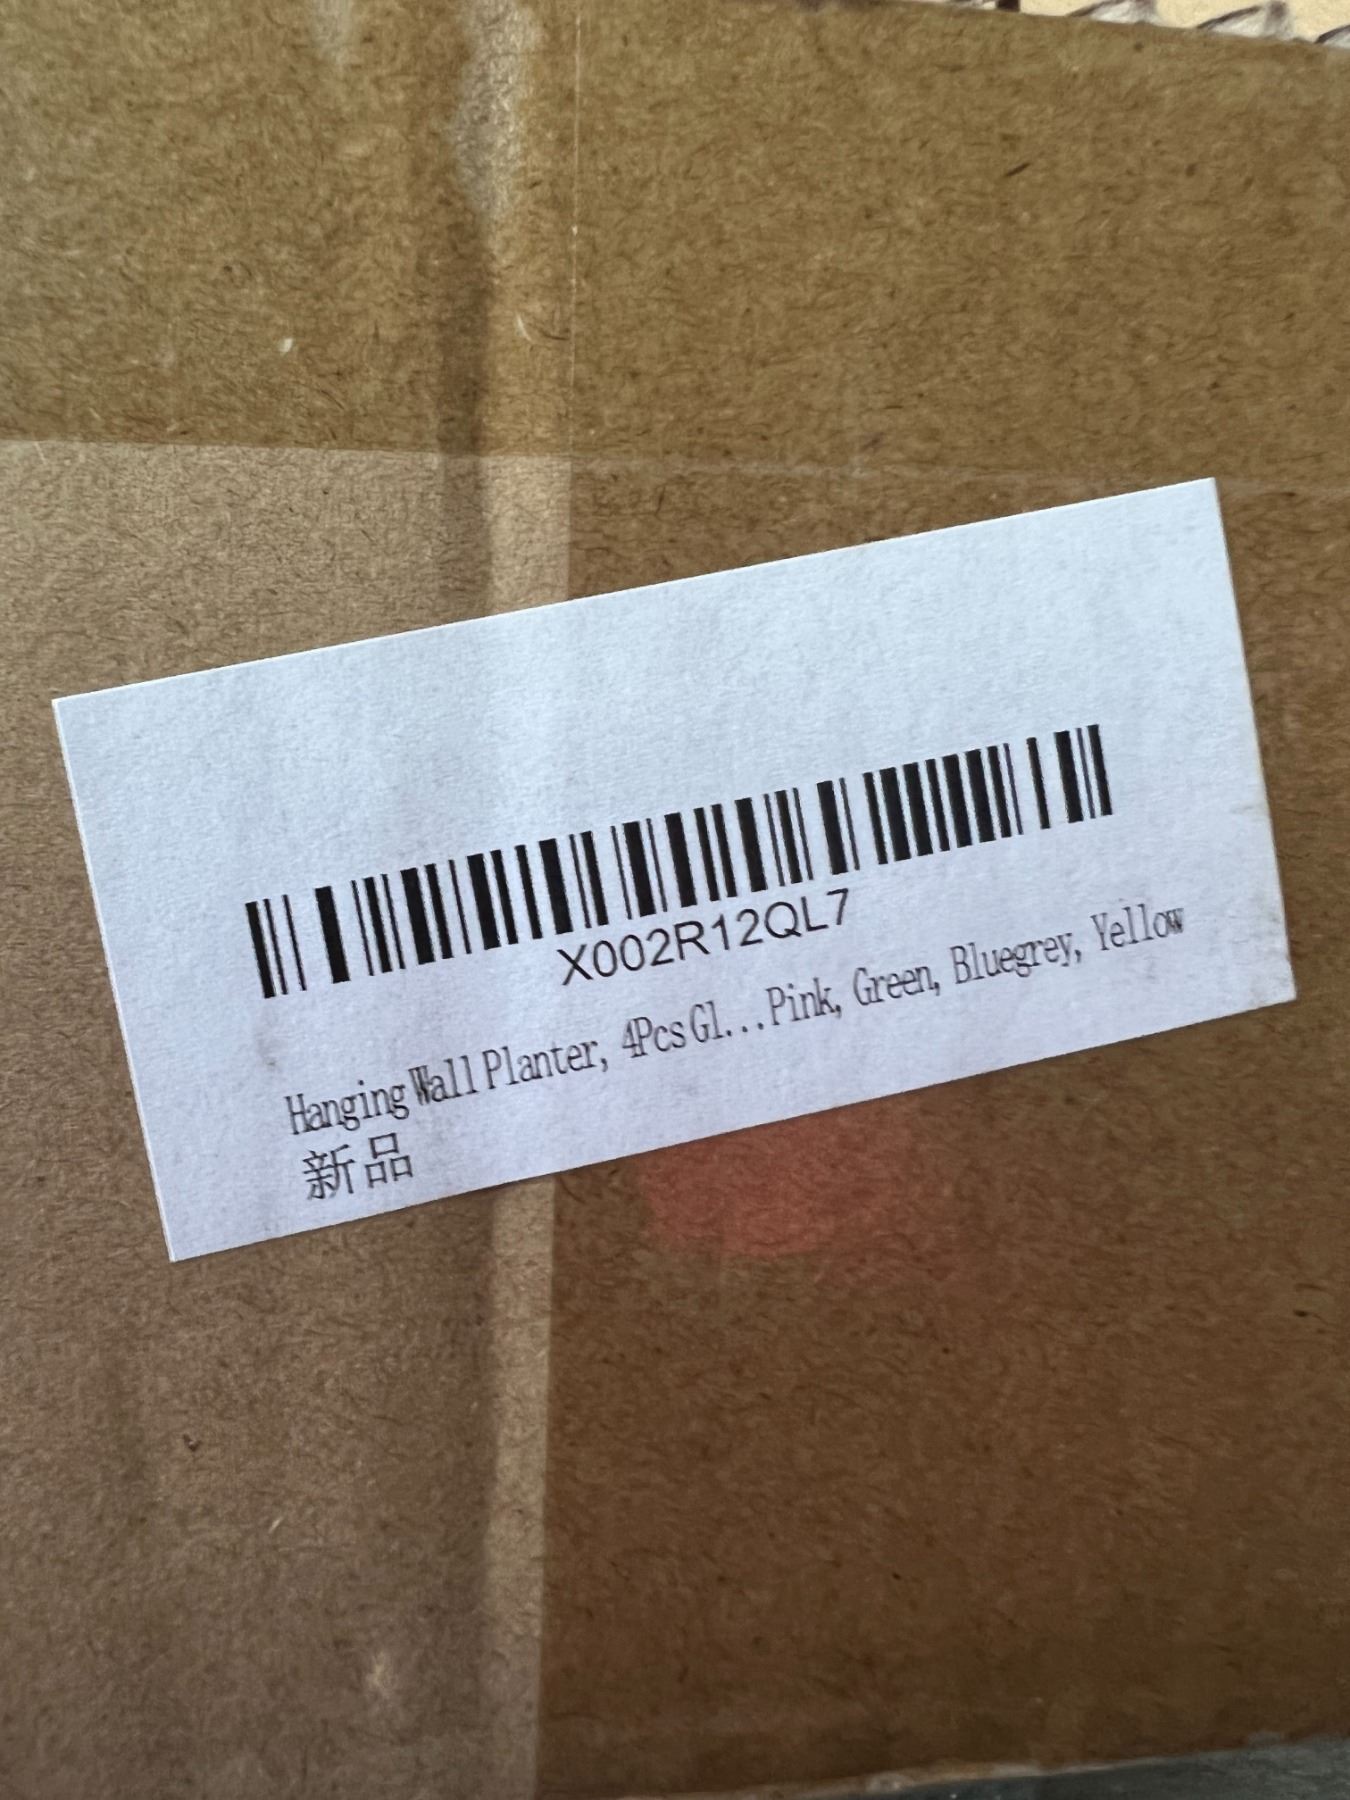 X002R12QL7
Hanging Wall Planter, 4Pcs Gl...Pink, Green, Bluegrey, Yellow
新品